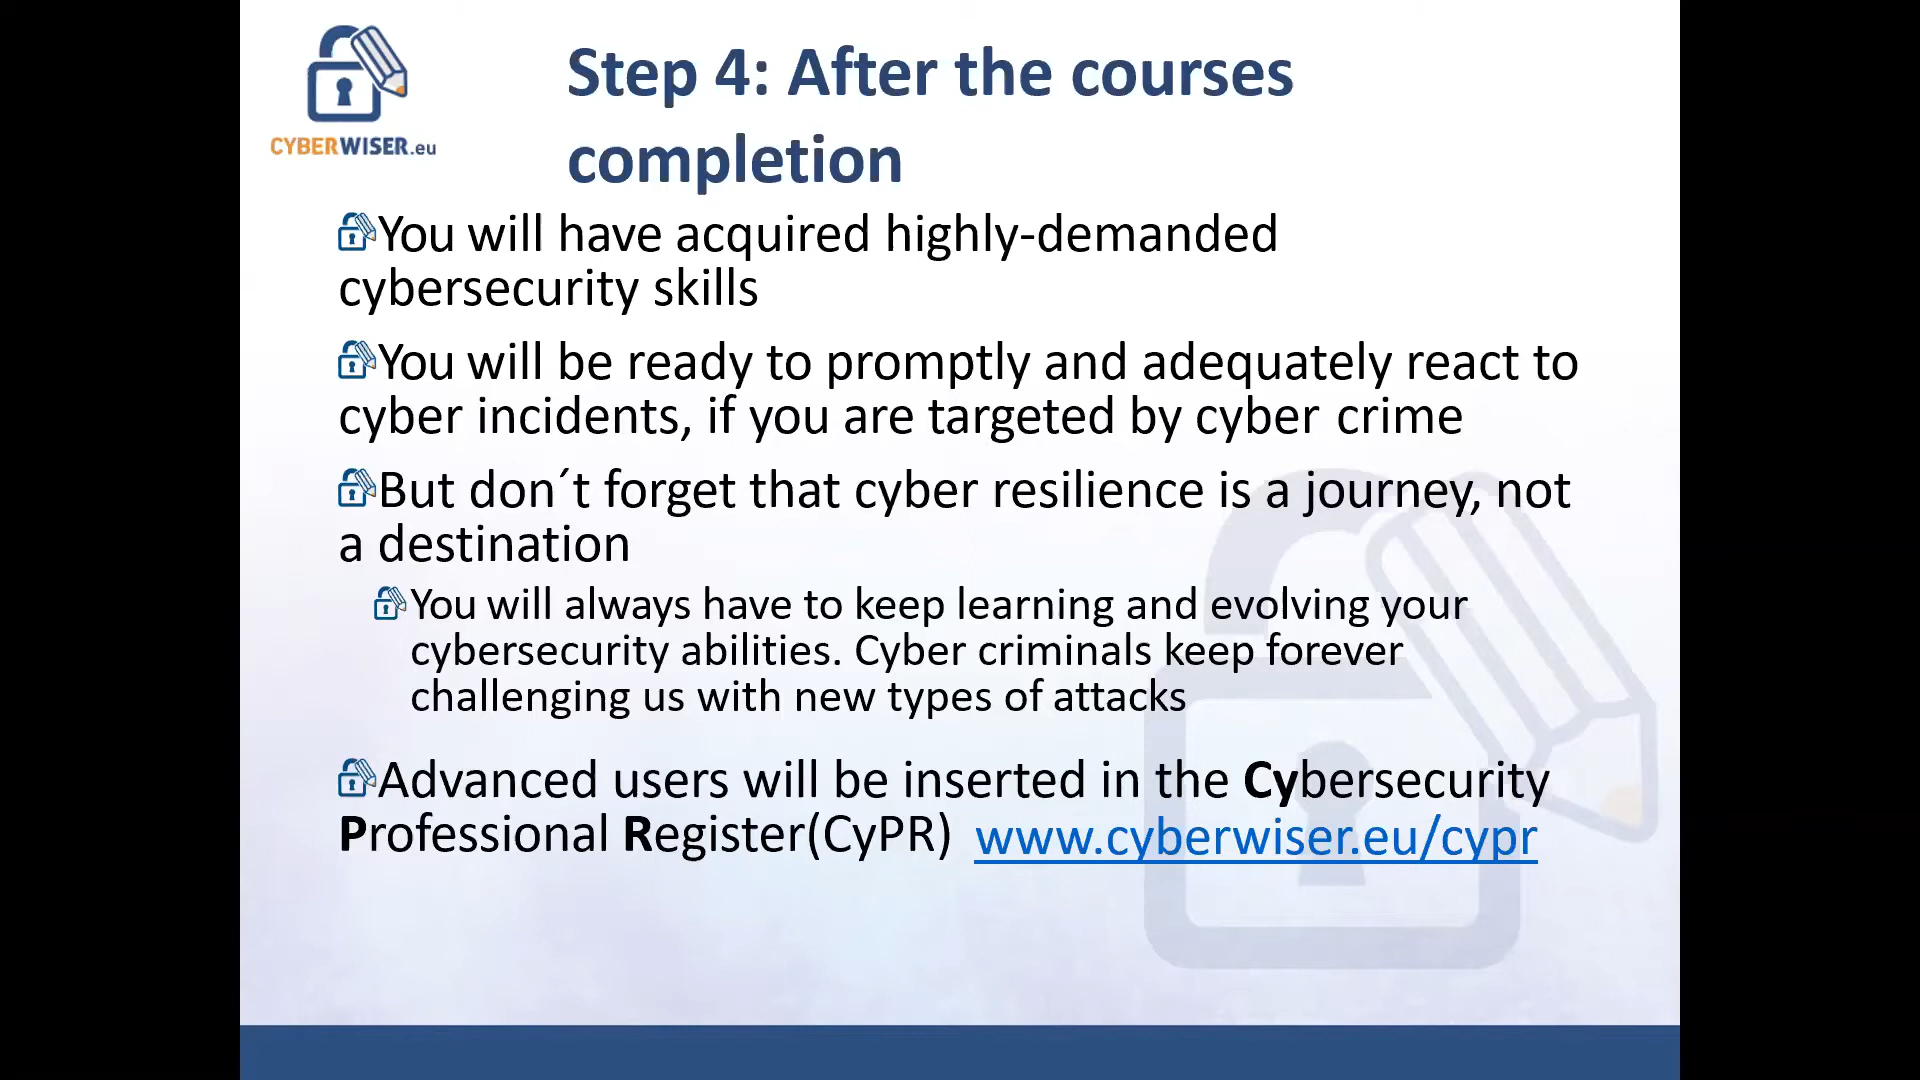 CYBERWISER.eu
Step 4: After the courses
completion
You will have acquired highly-demanded
cybersecurity skills
You will be ready to promptly and adequately react to
cyber incidents, if you are targeted by cyber crime
But don´t forget that cyber resilience is a journey, not
a destination
You will always have to keep learning and evolving your
cybersecurity abilities. Cyber criminals keep forever
challenging us with new types of attacks
Advanced users will be inserted in the Cybersecurity
Professional Register(CyPR) www.cyberwiser.eu/cypr